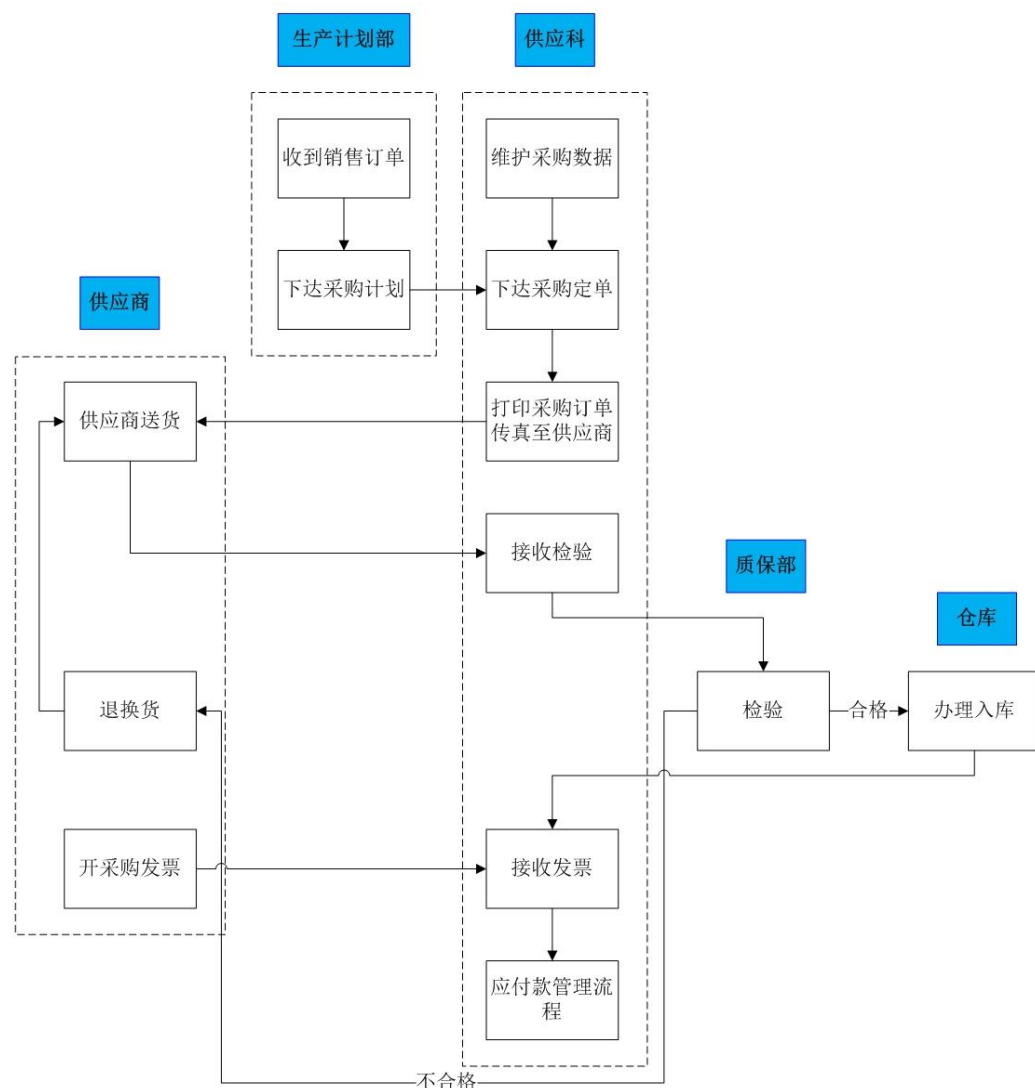 生产计划部
供应科
收到销售订单
维护采购数据
下达采购计划
下达采购定单
供应商
供应商送货
打印采购订单
传真至供应商
接收检验
质保部
仓库
退换货
检验
合格
办理入库
开采购发票
接收发票
应付款管理流
程
不合格